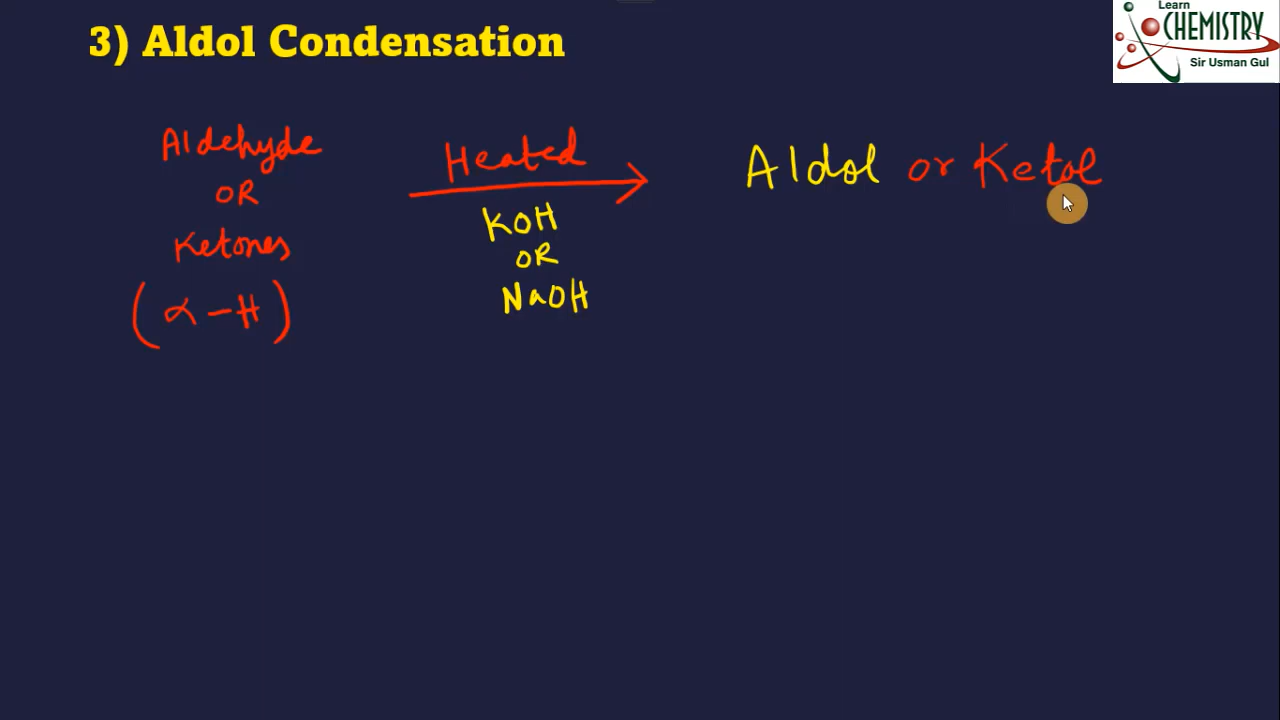 3) Aldol Condensation
Learn
CHEMISTRY
Sir Usman Gul
Aldehyde
OR
Ketones
(α-H)
Heated
KOH
OR
NaOH
Aldol or Ketol